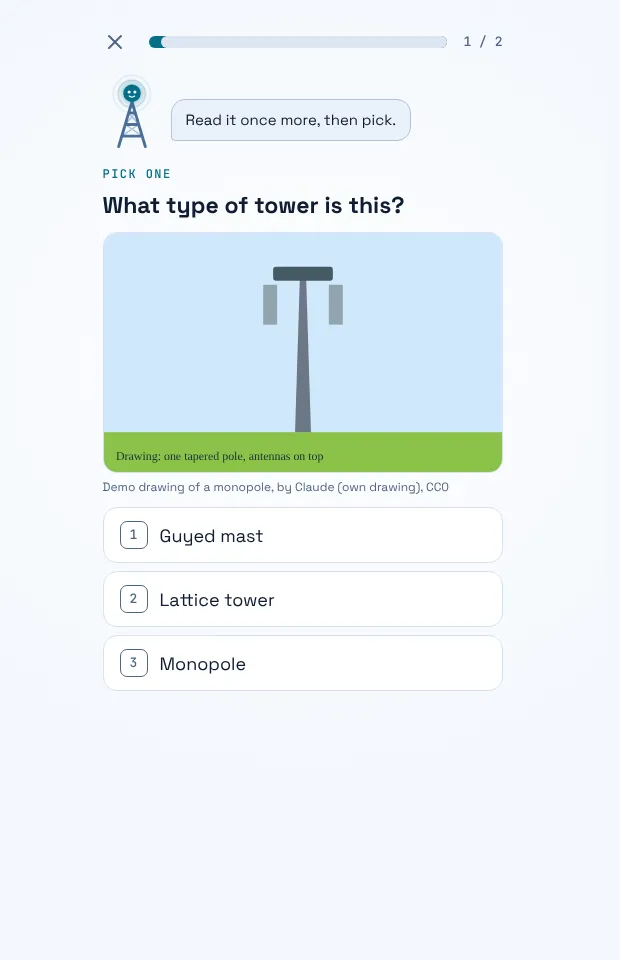 1 / 2
Read it once more, then pick.
PICK ONE
What type of tower is this?
Drawing: one tapered pole, antennas on top
Demo drawing of a monopole, by Claude (own drawing), CC0
1 Guyed mast
2 Lattice tower
3 Monopole